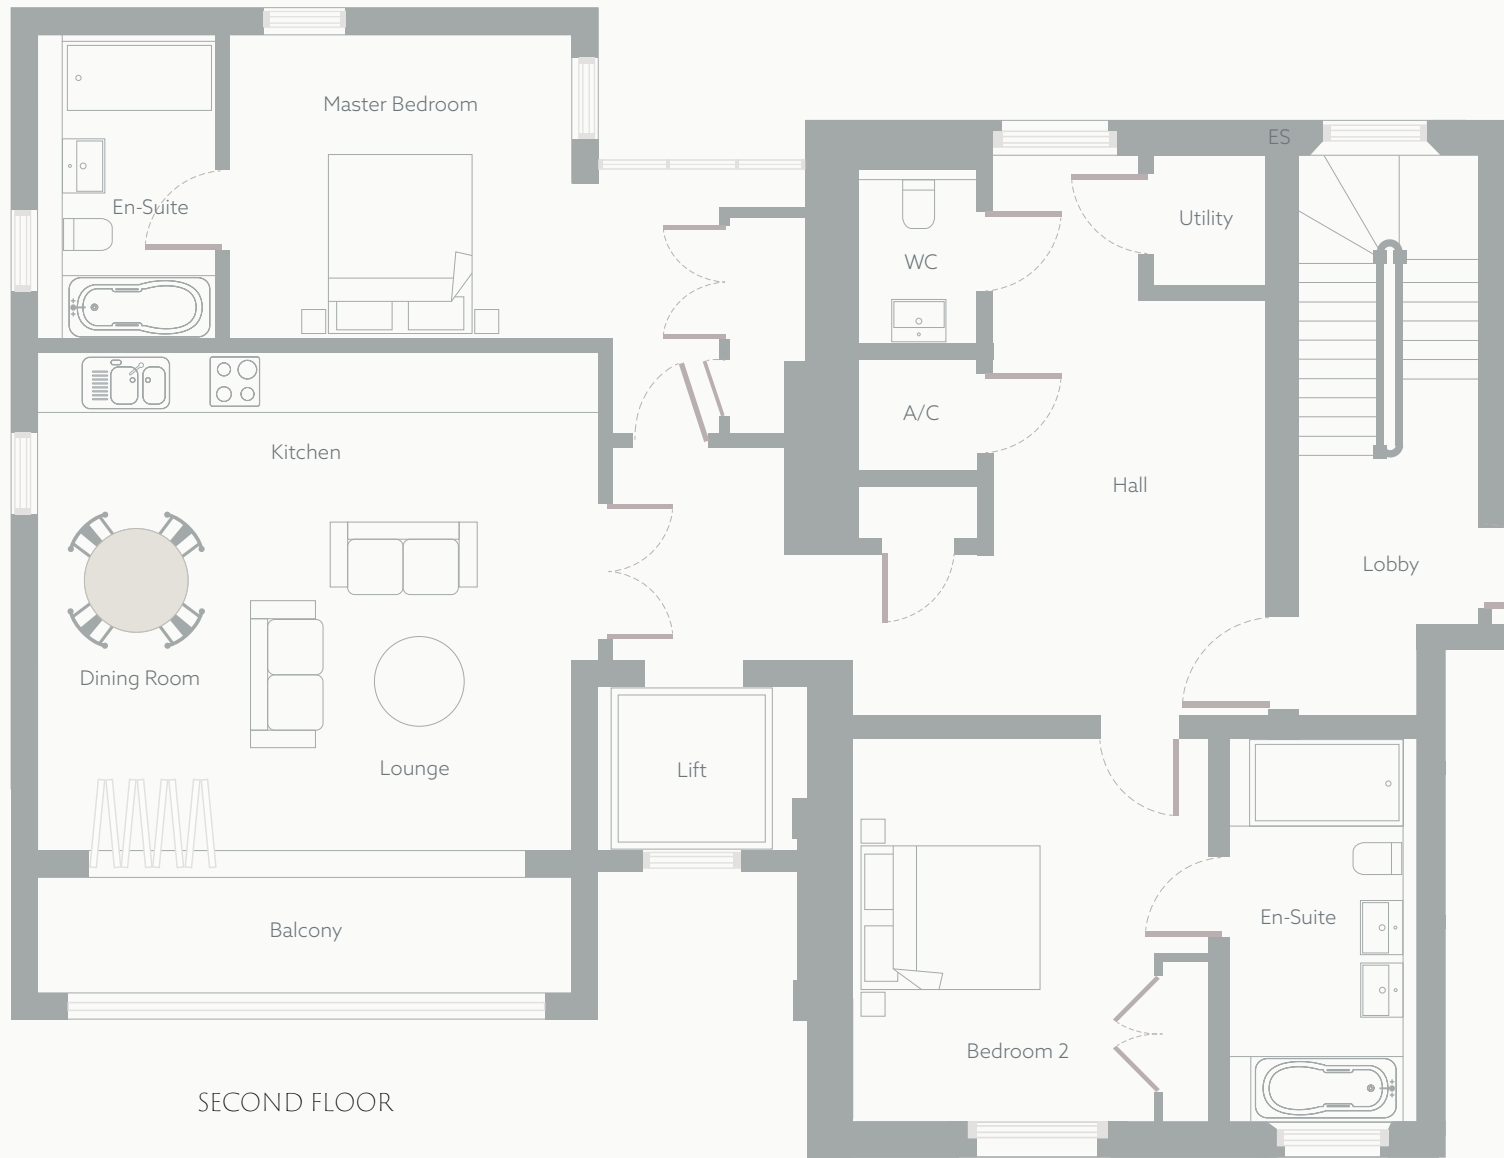 Master Bedroom
ES
En-Suite
Utility
WC
A/C
Kitchen
Hall
Lobby
Dining Room
Lounge
Lift
En-Suite
Balcony
Bedroom 2
SECOND FLOOR